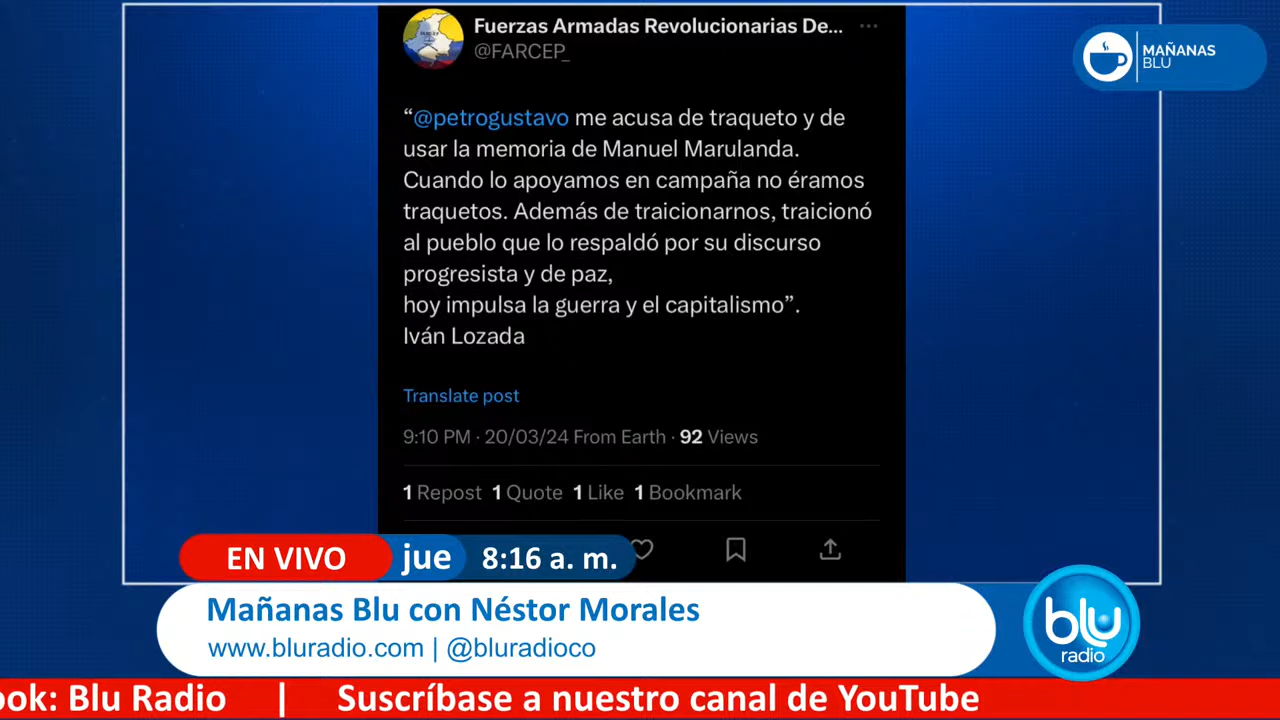 Fuerzas Armadas Revolucionarias De...
@FARCEP_
MAÑANAS
BLU
“@petrogustavo me acusa de traqueto y de
usar la memoria de Manuel Marulanda.
Cuando lo apoyamos en campaña no éramos
traquetos. Además de traicionarnos, traicionó
al pueblo que lo respaldó por su discurso
progresista y de paz,
hoy impulsa la guerra y el capitalismo”.
Iván Lozada
Translate post
9:10 PM · 20/03/24 From Earth · 92 Views
1 Repost 1 Quote 1 Like 1 Bookmark
EN VIVO jue 8:16 a. m.
Mañanas Blu con Néstor Morales
www.bluradio.com | @bluradioco
blu
radio
ook: Blu Radio | Suscríbase a nuestro canal de YouTube